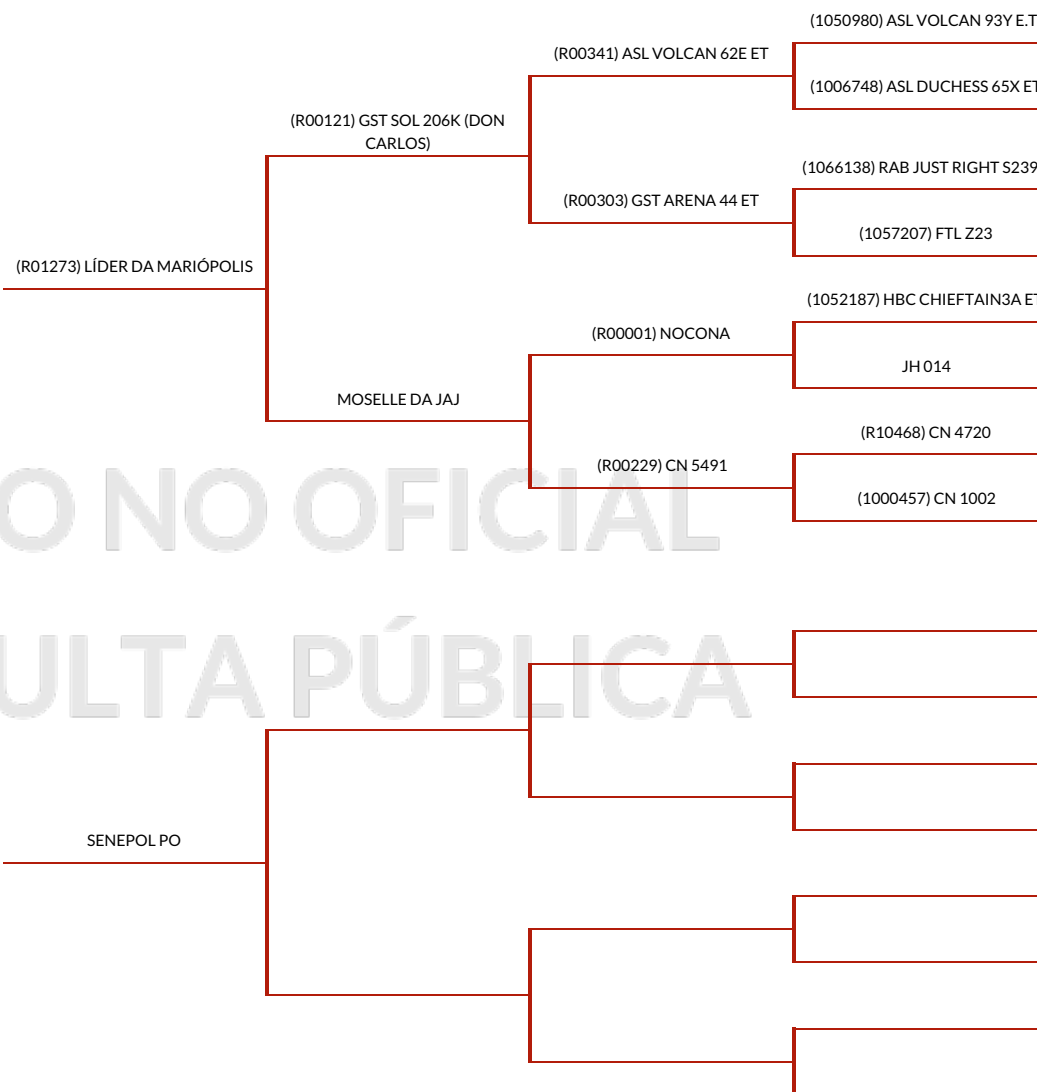 (1050980) ASL VOLCAN 93Y E.T
(R00341) ASL VOLCAN 62E ET
(1006748) ASL DUCHESS 65X ET
(R00121) GST SOL 206K (DON
CARLOS)
(1066138) RAB JUST RIGHT S239
(R00303) GST ARENA 44 ET
(1057207) FTL Z23
(R01273) LÍDER DA MARIÓPOLIS
(1052187) HBC CHIEFTAIN3A ET
(R00001) NOCONA
JH 014
MOSELLE DA JAJ
(R10468) CN 4720
(R00229) CN 5491
(1000457) CN 1002
O NO OFICIAL
ULTA PÚBLICA
SENEPOL PO